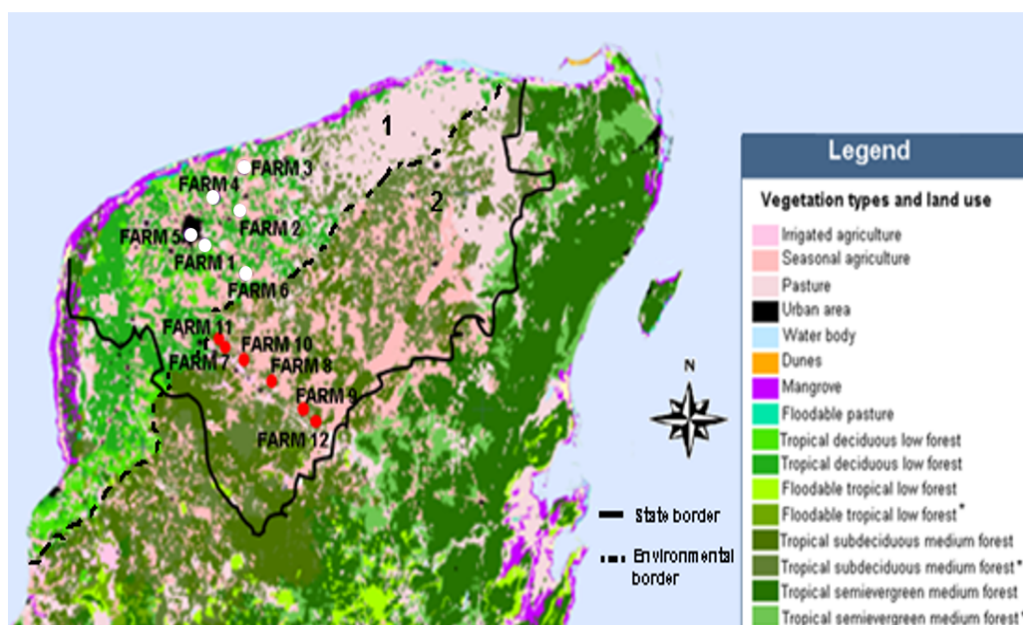 1
2
FARM 3
FARM 4
FARM 2
FARM 5
FARM 1
FARM 6
FARM 11
FARM 10
FARM 7
FARM 8
FARM 9
FARM 12
N
State border
Environmental
border
Legend
Vegetation types and land use
Irrigated agriculture
Seasonal agriculture
Pasture
Urban area
Water body
Dunes
Mangrove
Floodable pasture
Tropical deciduous low forest
Tropical deciduous low forest
Floodable tropical low forest
Floodable tropical low forest*
Tropical subdeciduous medium forest
Tropical subdeciduous medium forest*
Tropical semievergreen medium forest
Tropical semievergreen medium forest*